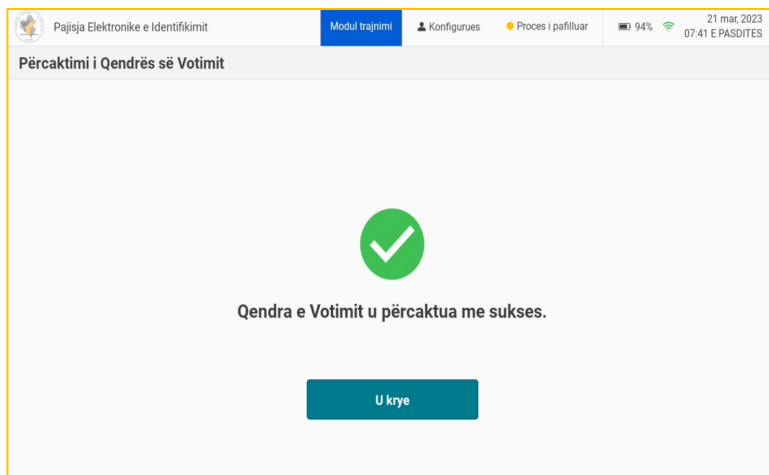 Pajisja Elektronike e Identifikimit
Modul trajnimi
Konfigurues
Proces i pafilluar
94%
21 mar, 2023
07:41 E PASDITES
Përcaktimi i Qendrës së Votimit
Qendra e Votimit u përcaktua me sukses.
U krye